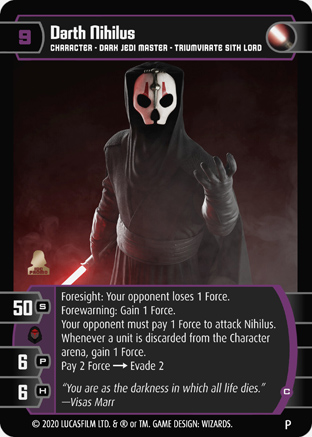 9
Darth Nihilus
CHARACTER - DARK JEDI MASTER - TRIUMVIRATE SITH LORD
50 S
6 P
6 H
Foresight: Your opponent loses 1 Force.
Forewarning: Gain 1 Force.
Your opponent must pay 1 Force to attack Nihilus.
Whenever a unit is discarded from the Character
arena, gain 1 Force.
Pay 2 Force → Evade 2
“You are as the darkness in which all life dies.”
—Visas Marr
C
© 2020 LUCASFILM LTD. & ® or TM. GAME DESIGN: WIZARDS.
P